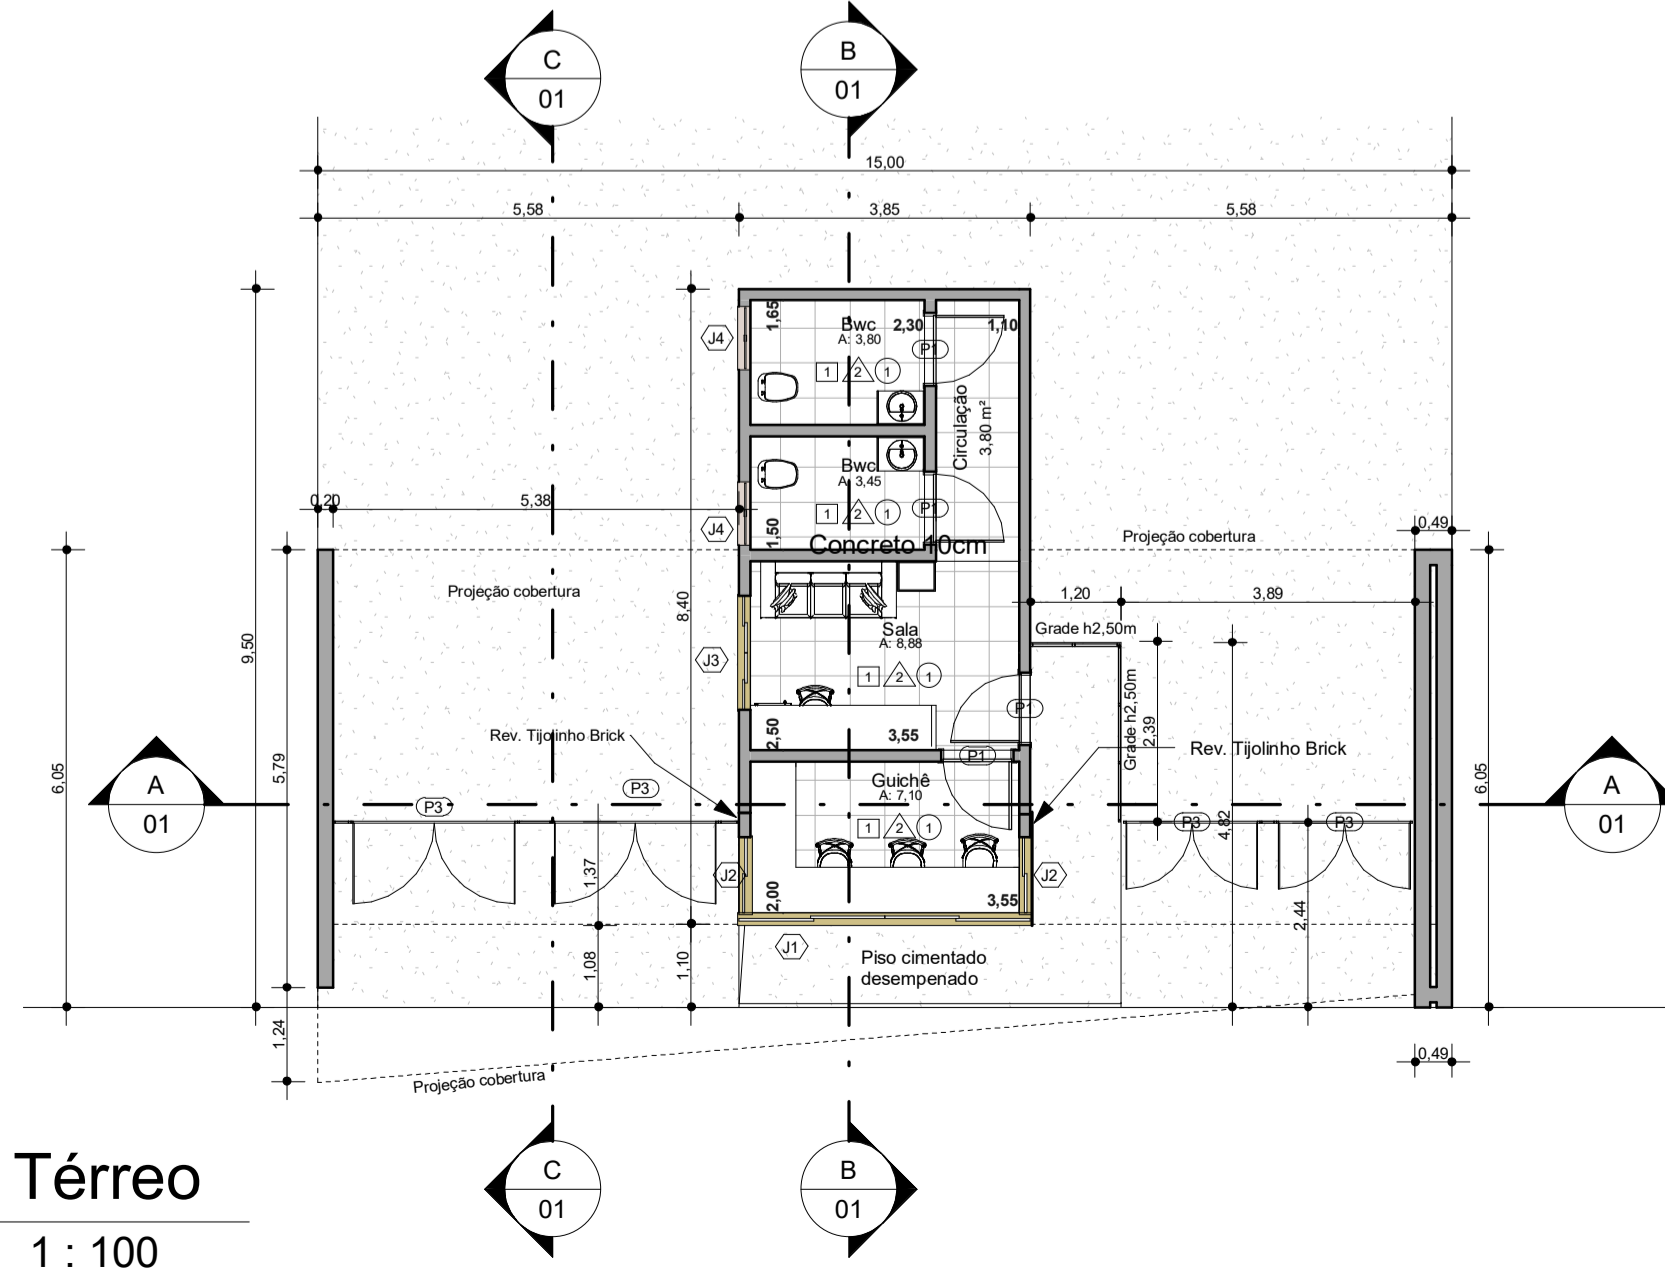 C
01
B
01
15,00
5,58
3,85
5,58
1,65
Bwc
2,30
1,10
A: 3,80
J4
P1
1
2
1
Circulação
3,80 m²
Bwc
A: 3,45
0,20
5,38
1
2
1
P1
J4
1,50
Concreto 10cm
Projeção cobertura
0,49
Projeção cobertura
8,40
1,20
3,89
Sala
A: 8,88
Grade h2,50m
9,50
J3
1
2
1
Grade h2,50m
2,39
P1
2,50
3,55
Rev. Tijolinho Brick
Rev. Tijolinho Brick
P1
6,05
5,79
6,05
Guichê
A: 7,10
A
01
P3
P3
1
2
1
P3
4,82
P3
A
01
1,37
J2
J2
2,00
3,55
2,44
J1
1,08
1,10
Piso cimentado
desempenado
1,24
0,49
Projeção cobertura
C
01
B
01
Térreo
1 : 100